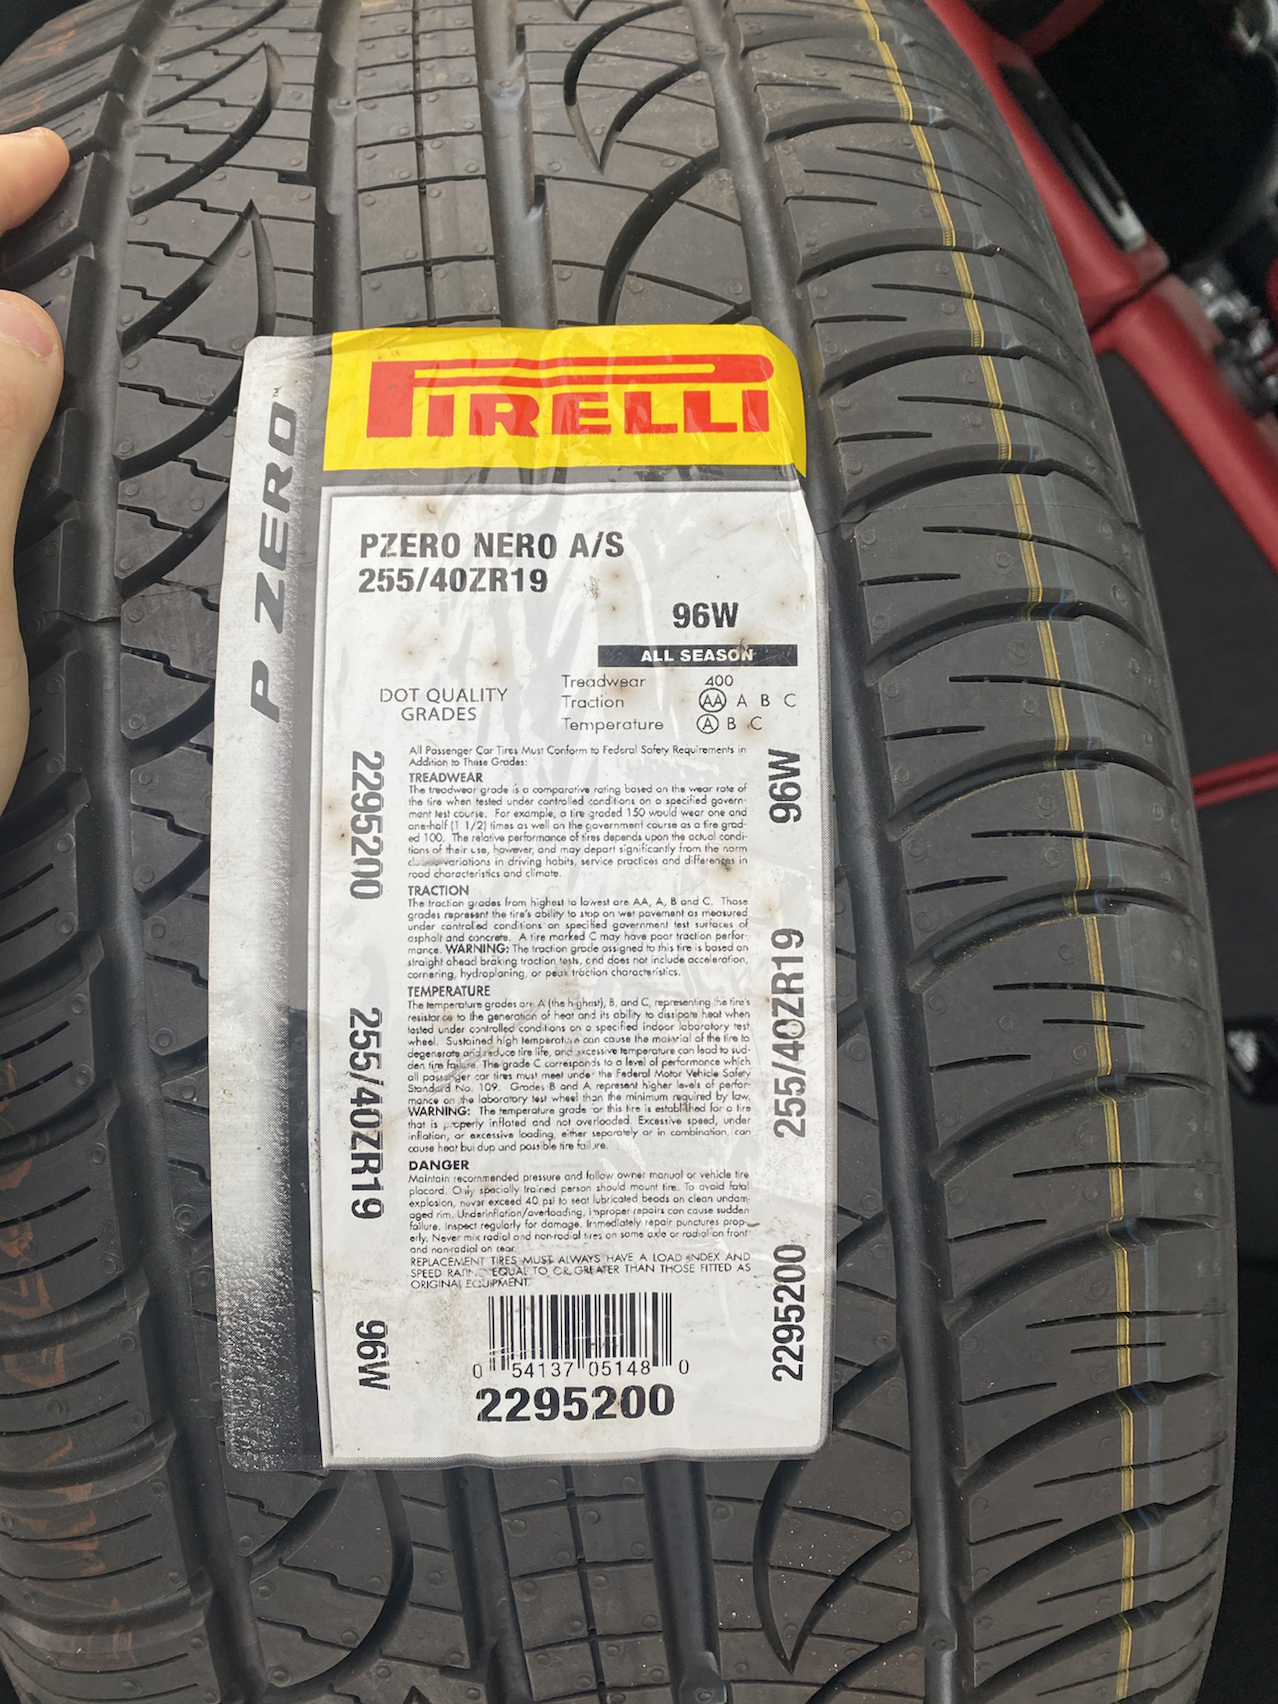 PIRELLI
P ZERO™
PZERO NERO A/S
255/40ZR19
96W
ALL SEASON
DOT QUALITY
GRADES
Treadwear 400
Traction AA A B C
Temperature A B C
All Passenger Car Tires Must Conform to Federal Safety Requirements in
Addition to These Grades:
TREADWEAR
The treadwear grade is a comparative rating based on the wear rate of
the tire when tested under controlled conditions on a specified govern-
ment test course. For example, a tire graded 150 would wear one and
one-half (1 1/2) times as well on the government course as a tire grad-
ed 100. The relative performance of tires depends upon the actual condi-
tions of their use, however, and may depart significantly from the norm
variations in driving habits, service practices and differences in
road characteristics and climate.
TRACTION
The traction grades from highest to lowest are AA, A, B and C. Those
grades represent the tire's ability to stop on wet pavement as measured
under controlled conditions on specified government test surfaces of
asphalt and concrete. A tire marked C may have poor traction perfor-
mance. WARNING: The traction grade assigned to this tire is based on
straight ahead braking traction tests, and does not include acceleration,
cornering, hydroplaning, or peak traction characteristics.
TEMPERATURE
The temperature grades are A (the highest), B, and C, representing the tire's
resistance to the generation of heat and its ability to dissipate heat when
tested under controlled conditions on a specified indoor laboratory test
wheel. Sustained high temperature can cause the material of the tire to
degenerate and reduce tire life, and excessive temperature can lead to sud-
den tire failure. The grade C corresponds to a level of performance which
all passenger car tires must meet under the Federal Motor Vehicle Safety
Standard No. 109. Grades B and A represent higher levels of perfor-
mance on the laboratory test wheel than the minimum required by law.
WARNING: The temperature grade for this tire is established for a tire
that is properly inflated and not overloaded. Excessive speed, under
inflation, or excessive loading, either separately or in combination, can
cause heat buildup and possible tire failure.
DANGER
Maintain recommended pressure and follow owner manual or vehicle tire
placard. Only specially trained person should mount tire. To avoid fatal
explosion, never exceed 40 psi to seat lubricated beads on clean undam-
aged rim. Underinflation/overloading, improper repairs can cause sudden
failure. Inspect regularly for damage. Immediately repair punctures prop-
erly. Never mix radial and non-radial tires on same axle or radial on front
and non-radial on rear.
REPLACEMENT TIRES MUST ALWAYS HAVE A LOAD INDEX AND
SPEED RATING EQUAL TO OR GREATER THAN THOSE FITTED AS
ORIGINAL EQUIPMENT.
2295200
255/40ZR19
96W
96W
255/40ZR19
2295200
0 54137 05148 0
2295200